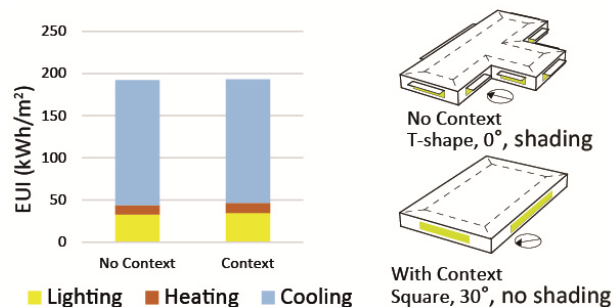 250
200
150
100
50
0
EUI (kWh/m²)
No Context
Context
Lighting
Heating
Cooling
No Context
T-shape, 0°, shading
With Context
Square, 30°, no shading